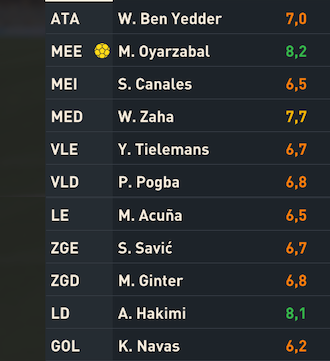 ATA W. Ben Yedder 7,0
MEE M. Oyarzabal 8,2
MEI S. Canales 6,5
MED W. Zaha 7,7
VLE Y. Tielemans 6,7
VLD P. Pogba 6,8
LE M. Acuña 6,5
ZGE S. Savić 6,7
ZGD M. Ginter 6,8
LD A. Hakimi 8,1
GOL K. Navas 6,2